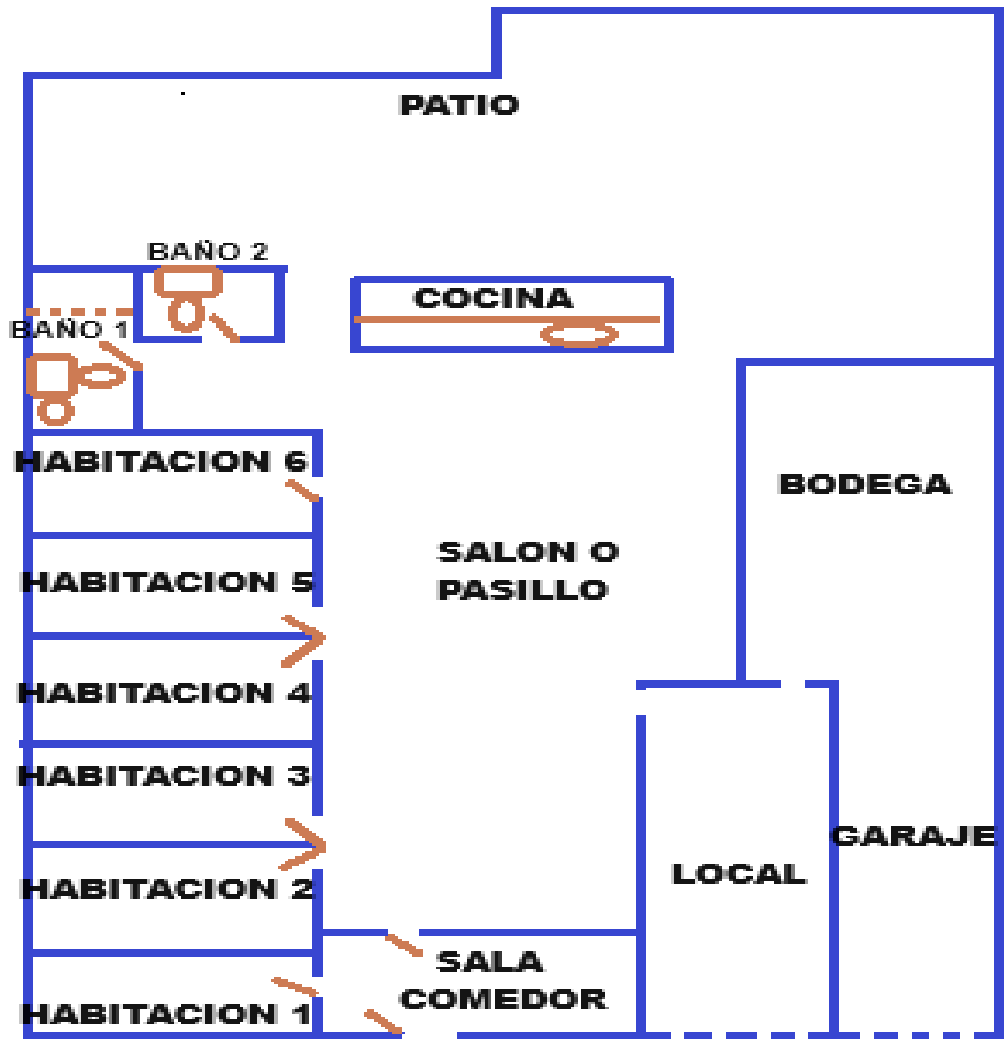 PATIO
BAÑO 2
COCINA
BAÑO 1
HABITACION 6
BODEGA
SALON O
PASILLO
HABITACION 5
HABITACION 4
HABITACION 3
GARAJE
LOCAL
HABITACION 2
SALA
COMEDOR
HABITACION 1